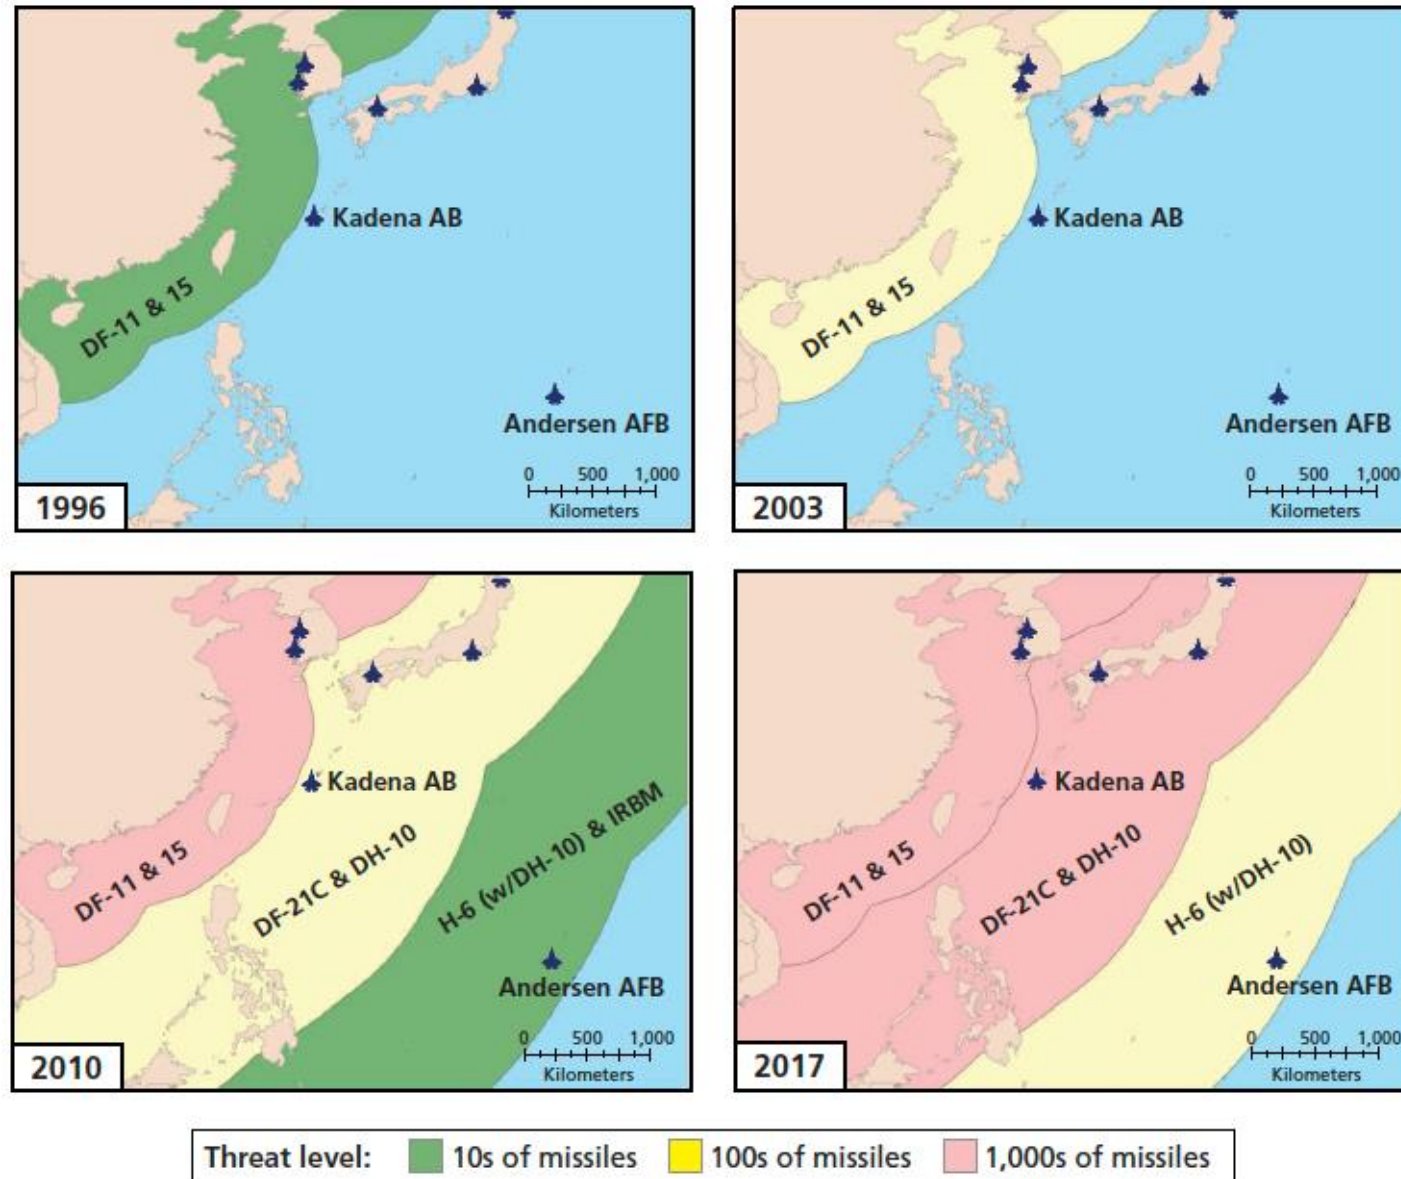 Kadena AB
DF-11 & 15
Andersen AFB
0 500 1,000
Kilometers
1996
Kadena AB
DF-11 & 15
Andersen AFB
0 500 1,000
Kilometers
2003
Kadena AB
DF-11 & 15
DF-21C & DH-10
H-6 (w/DH-10) & IRBM
Andersen AFB
0 500 1,000
Kilometers
2010
Kadena AB
DF-11 & 15
DF-21C & DH-10
H-6 (w/DH-10)
Andersen AFB
0 500 1,000
Kilometers
2017
Threat level: 10s of missiles 100s of missiles 1,000s of missiles